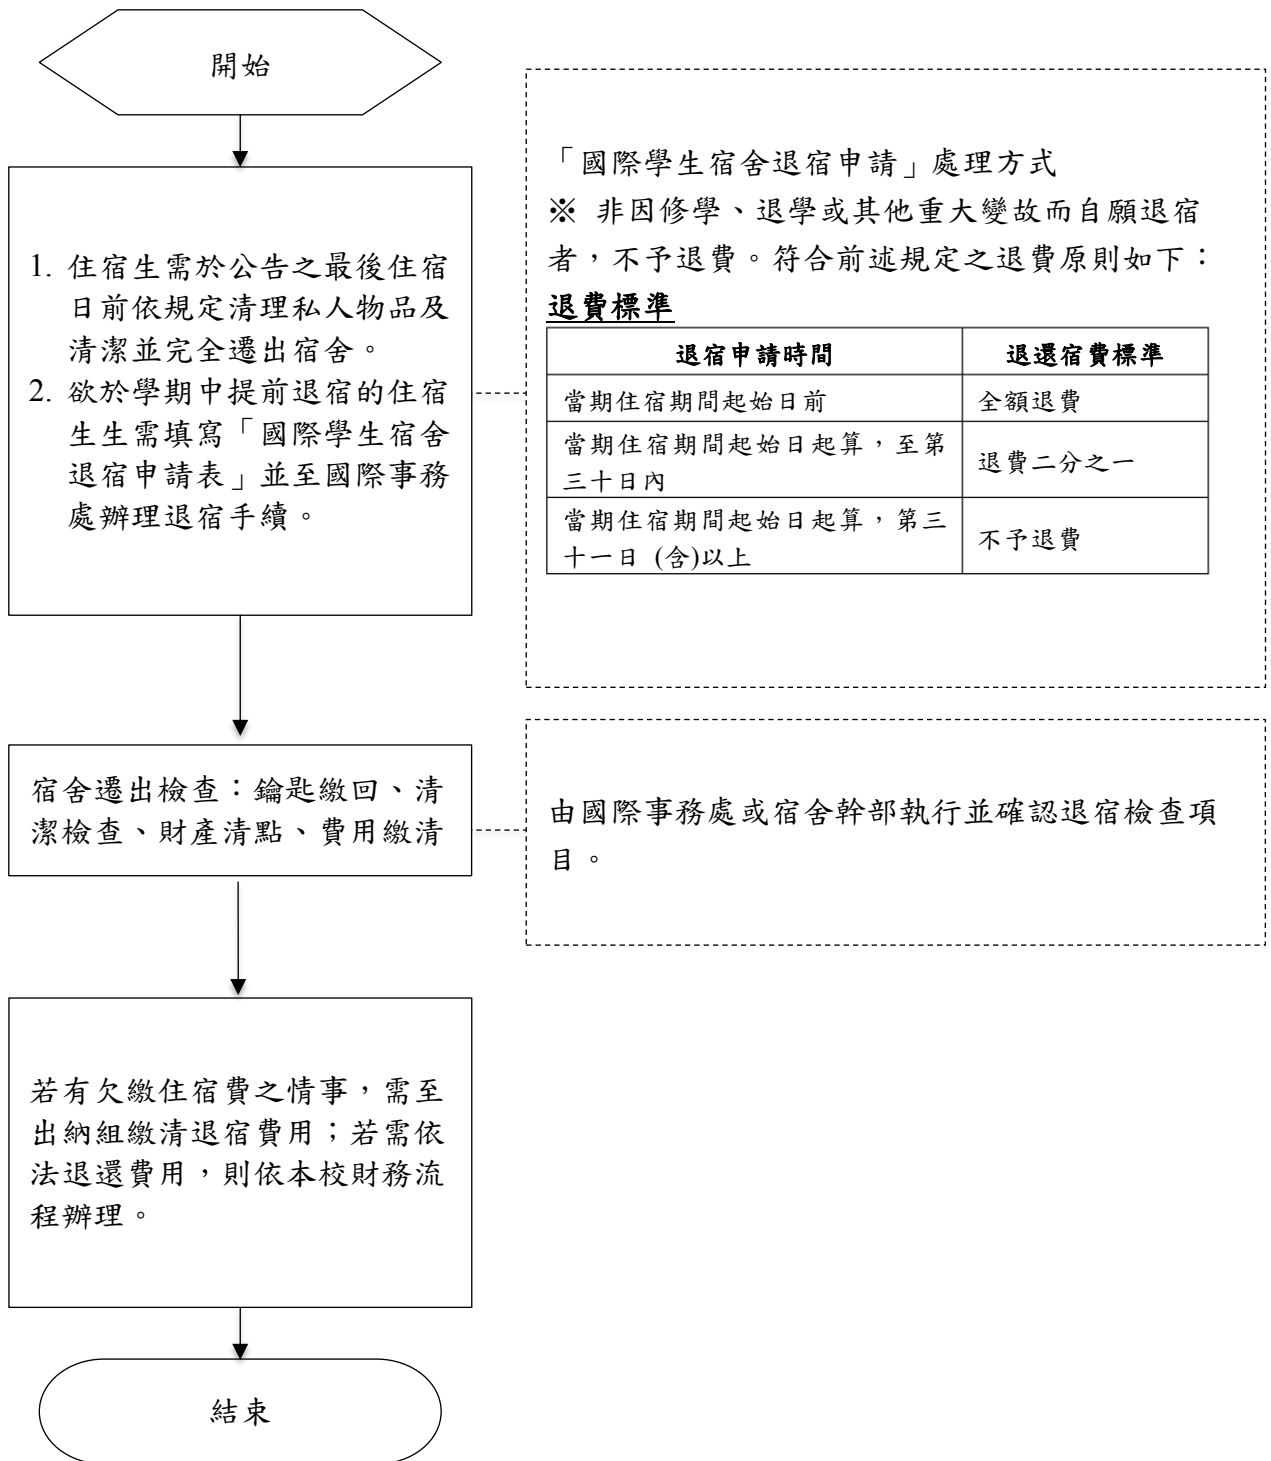 開始
1. 住宿生需於公告之最後住宿
日前依規定清理私人物品及
清潔並完全遷出宿舍。
2. 欲於學期中提前退宿的住宿
生生需填寫「國際學生宿舍
退宿申請表」並至國際事務
處辦理退宿手續。
「國際學生宿舍退宿申請」處理方式
※ 非因修學、退學或其他重大變故而自願退宿
者，不予退費。符合前述規定之退費原則如下：
退費標準
退宿申請時間 退還宿費標準
當期住宿期間起始日前 全額退費
當期住宿期間起始日起算，至第
三十日內 退費二分之一
當期住宿期間起始日起算，第三
十一日 (含)以上 不予退費
宿舍遷出檢查：鑰匙繳回、清
潔檢查、財產清點、費用繳清
由國際事務處或宿舍幹部執行並確認退宿檢查項
目。
若有欠繳住宿費之情事，需至
出納組繳清退宿費用；若需依
法退還費用，則依本校財務流
程辦理。
結束